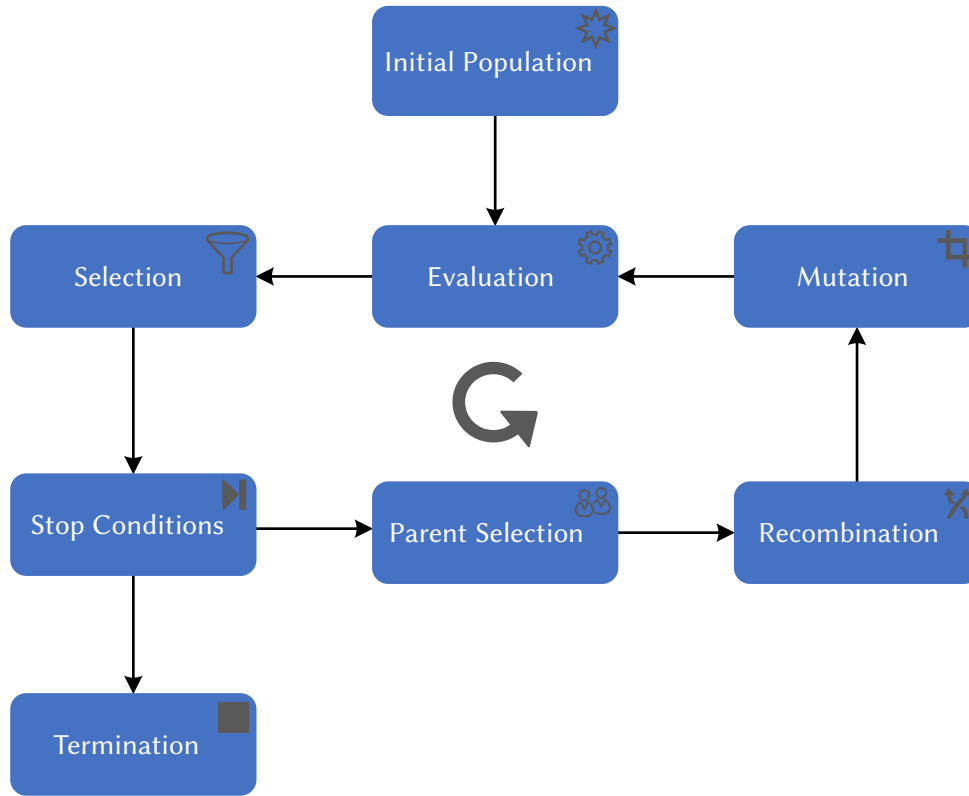 Initial Population
Selection
Evaluation
Mutation
Stop Conditions
Parent Selection
Recombination
Termination